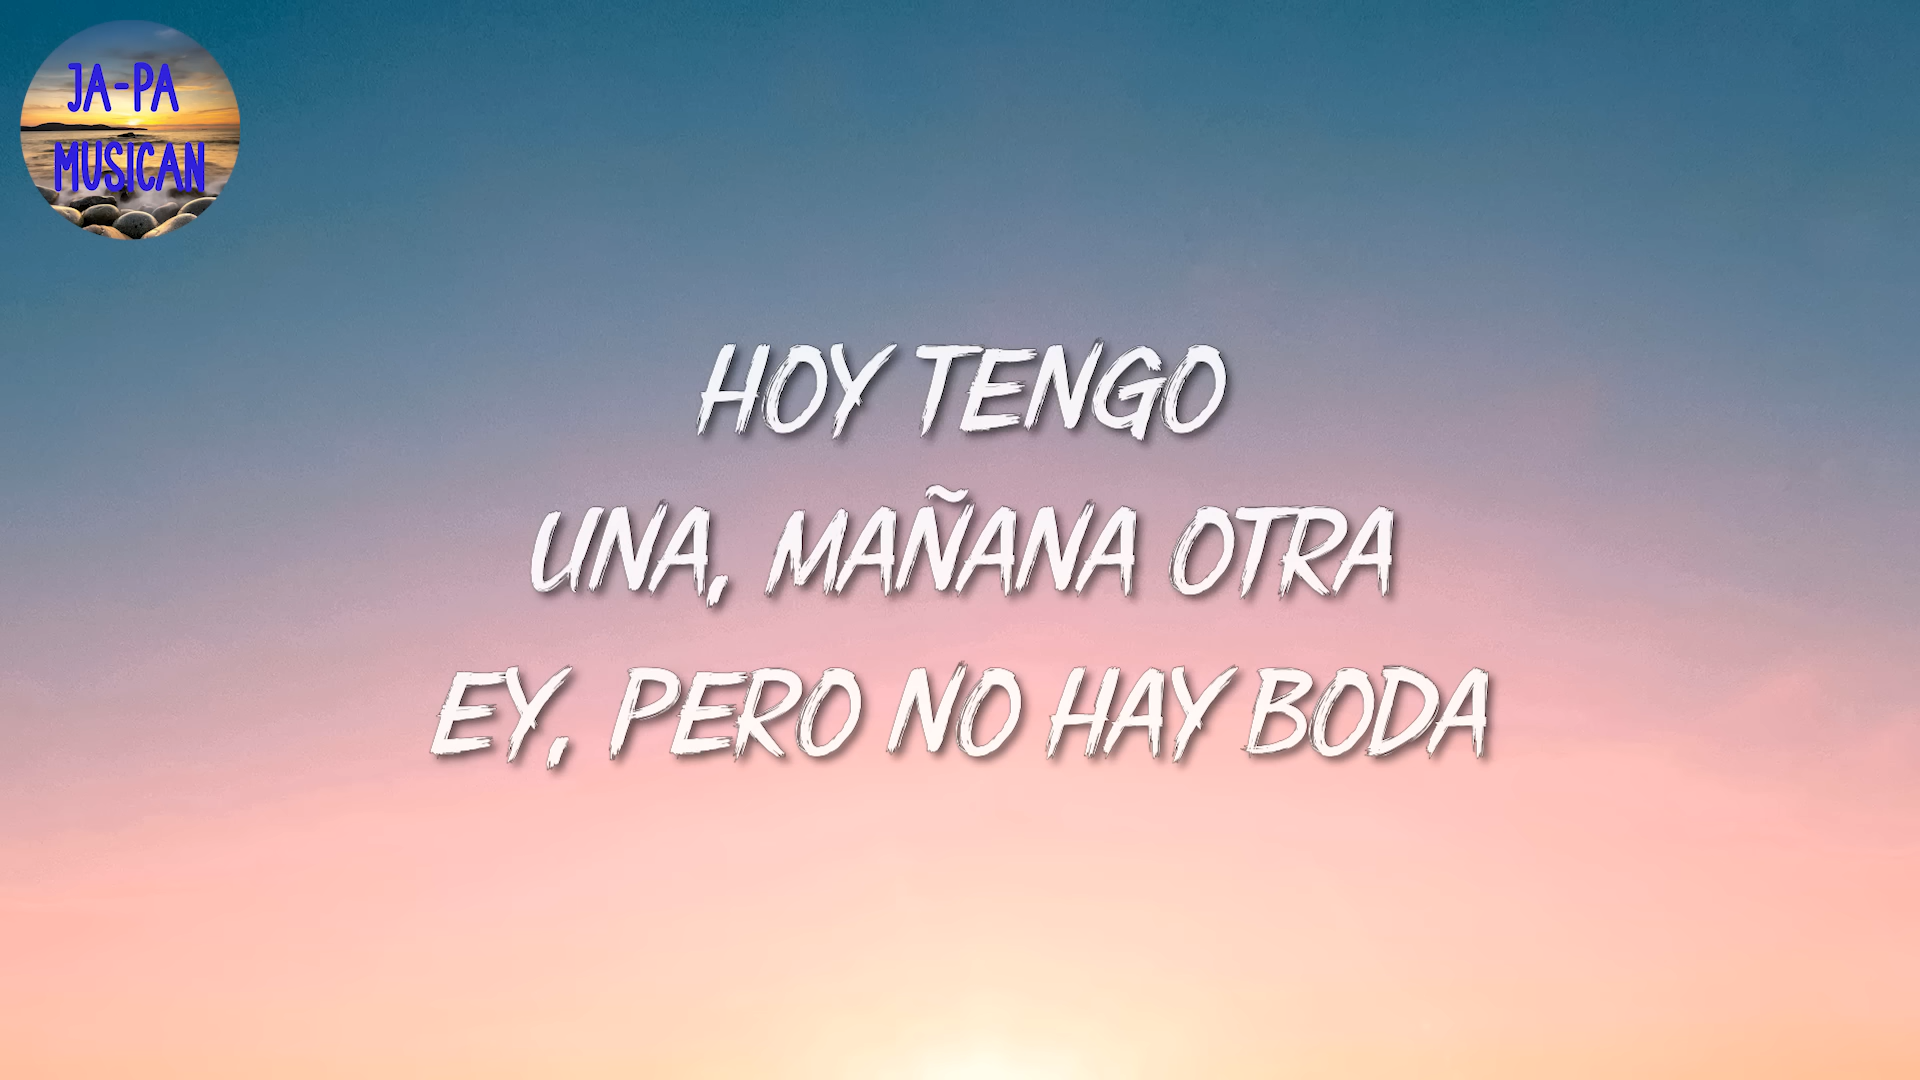 JA-PA
MUSICAN
HOY TENGO
UNA, MAÑANA OTRA
EY, PERO NO HAY BODA